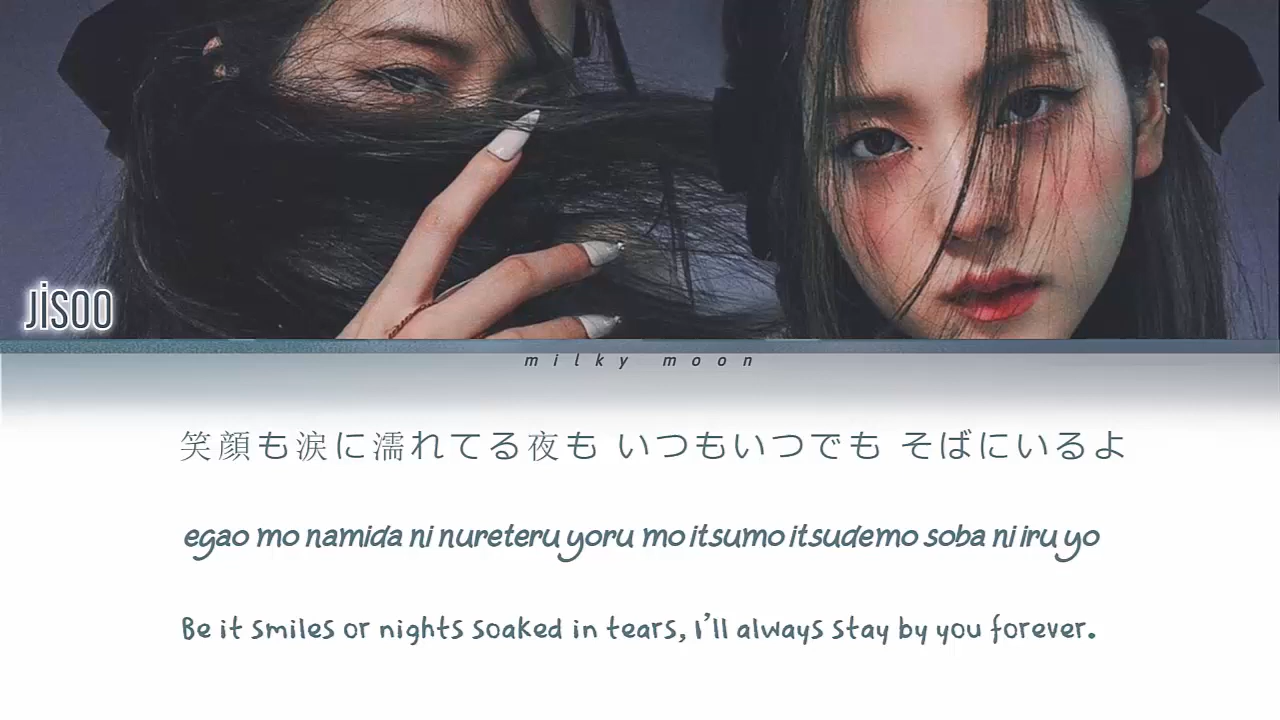 JİSOO
milky moon
笑顔も涙に濡れてる夜も いつもいつでも そばにいるよ
egao mo namida ni nureteru yoru mo itsumo itsudemo soba ni iru yo
Be it smiles or nights soaked in tears, I'll always stay by you forever.